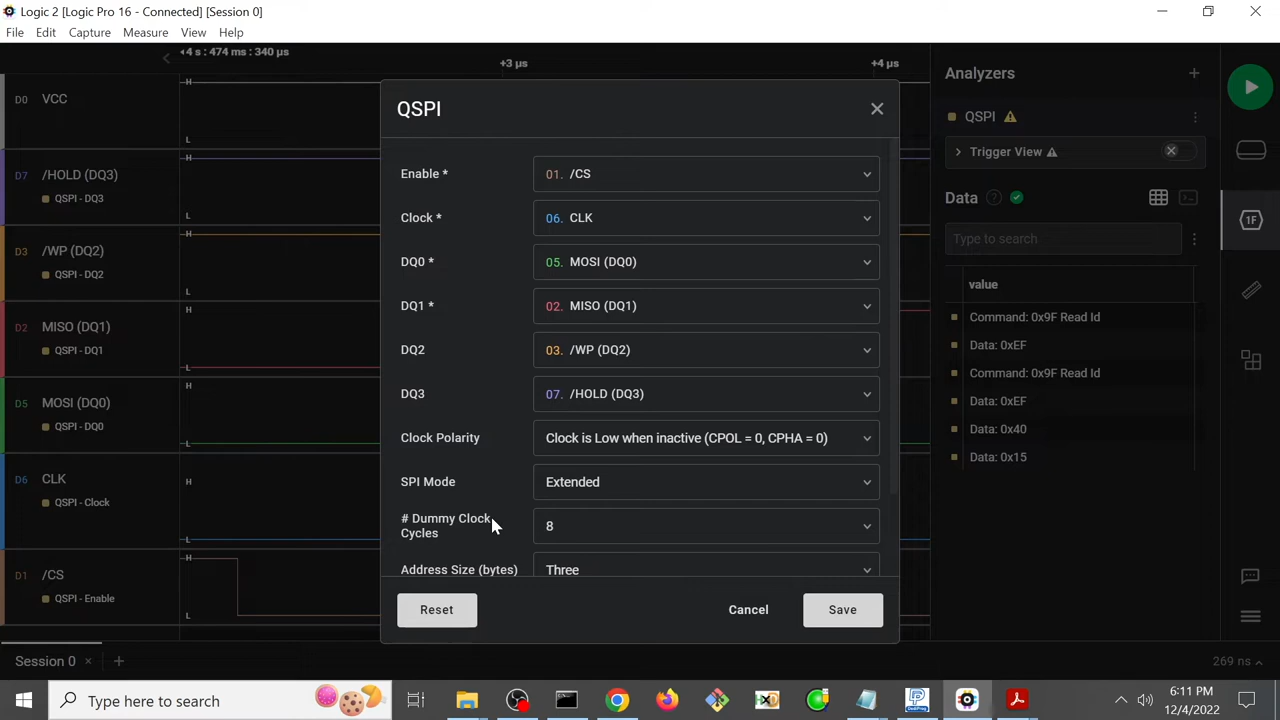 Logic 2 [Logic Pro 16 - Connected] [Session 0]
File Edit Capture Measure View Help
4 s : 474 ms : 340 µs
+3 µs
+4 µs
D0 VCC
H
L
D7 /HOLD (DQ3)
QSPI - DQ3
H
L
D3 /WP (DQ2)
QSPI - DQ2
H
L
D2 MISO (DQ1)
QSPI - DQ1
H
L
D5 MOSI (DQ0)
QSPI - DQ0
H
L
D6 CLK
QSPI - Clock
H
L
D1 /CS
QSPI - Enable
H
L
QSPI
Enable * 01. /CS
Clock * 06. CLK
DQ0 * 05. MOSI (DQ0)
DQ1 * 02. MISO (DQ1)
DQ2 03. /WP (DQ2)
DQ3 07. /HOLD (DQ3)
Clock Polarity Clock is Low when inactive (CPOL = 0, CPHA = 0)
SPI Mode Extended
# Dummy Clock
Cycles 8
Address Size (bytes) Three
Reset Cancel Save
Analyzers
QSPI
Trigger View
Data
Type to search
value
Command: 0x9F Read Id
Data: 0xEF
Command: 0x9F Read Id
Data: 0xEF
Data: 0x40
Data: 0x15
1F
Session 0
269 ns
Type here to search
6:11 PM
12/4/2022